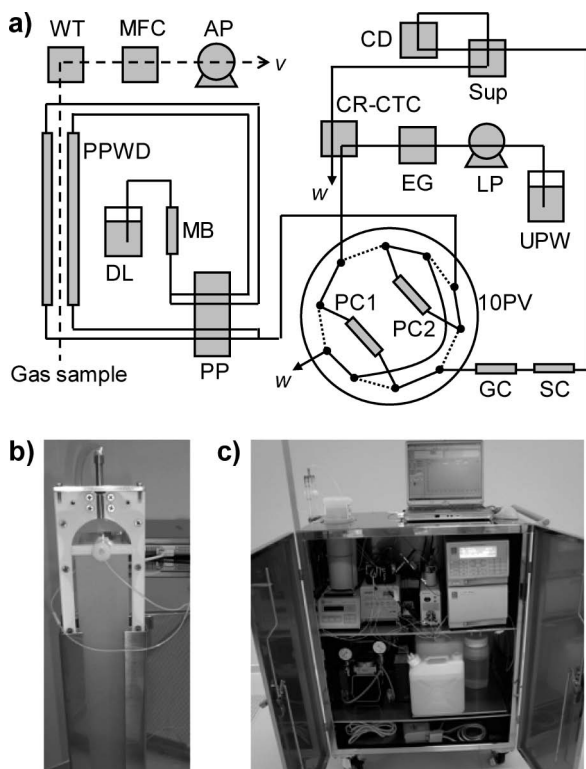 a)
WT
MFC
AP
v
CD
Sup
CR-CTC
w
EG
LP
UPW
PPWD
DL
MB
PP
Gas sample
PC1
PC2
10PV
w
GC
SC
b)
c)